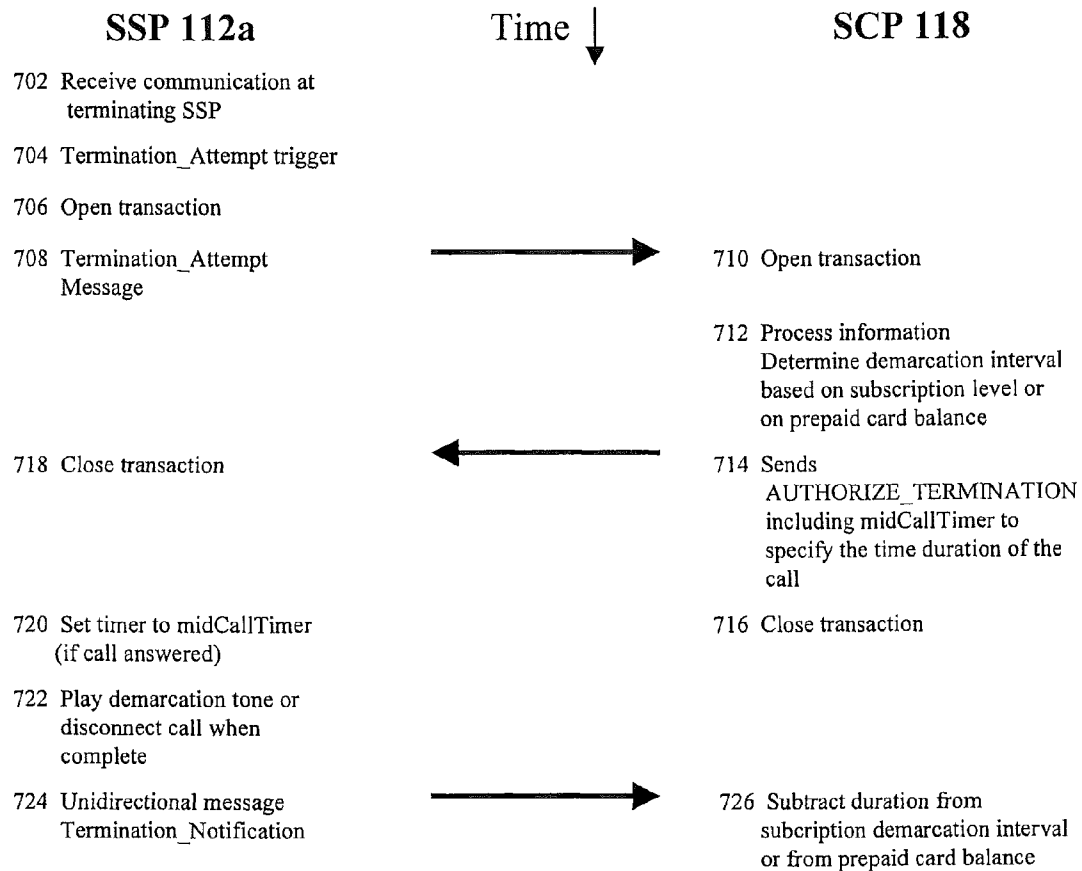 SSP 112a Time SCP 118
702 Receive communication at
terminating SSP
704 Termination_Attempt trigger
706 Open transaction
708 Termination_Attempt
Message
710 Open transaction
712 Process information
Determine demarcation interval
based on subscription level or
on prepaid card balance
718 Close transaction
714 Sends
AUTHORIZE_TERMINATION
including midCallTimer to
specify the time duration of the
call
720 Set timer to midCallTimer
(if call answered)
716 Close transaction
722 Play demarcation tone or
disconnect call when
complete
724 Unidirectional message
Termination_Notification
726 Subtract duration from
subcription demarcation interval
or from prepaid card balance